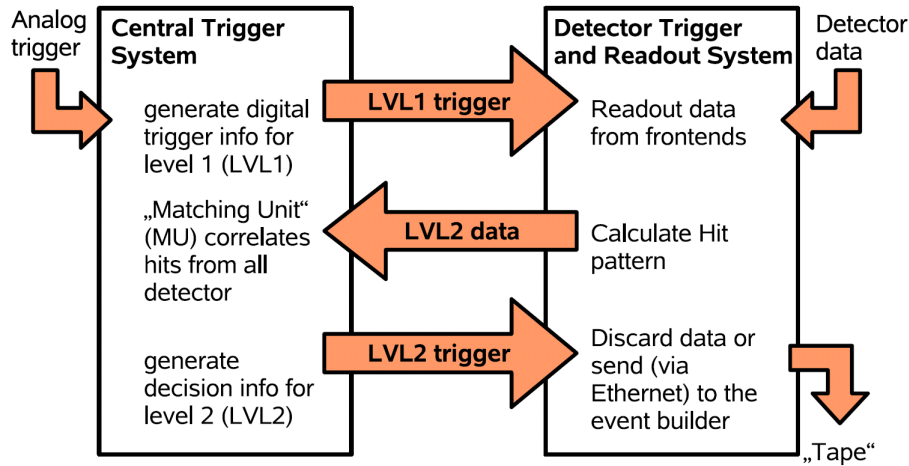 Analog
trigger
Central Trigger
System
generate digital
trigger info for
level 1 (LVL1)
„Matching Unit“
(MU) correlates
hits from all
detector
generate
decision info for
level 2 (LVL2)
LVL1 trigger
LVL2 data
LVL2 trigger
Detector Trigger
and Readout System
Readout data
from frontends
Calculate Hit
pattern
Discard data or
send (via
Ethernet) to the
event builder
Detector
data
„Tape“